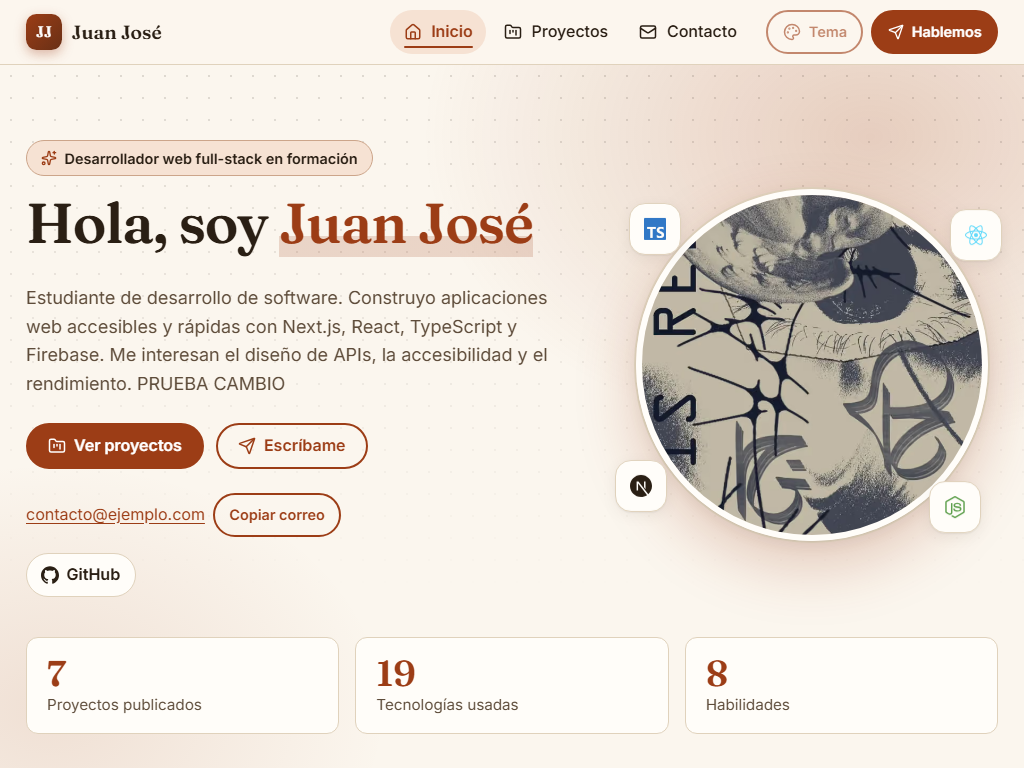 JJ Juan José
Inicio Proyectos Contacto Tema Hablemos
Desarrollador web full-stack en formación
Hola, soy Juan José
Estudiante de desarrollo de software. Construyo aplicaciones
web accesibles y rápidas con Next.js, React, TypeScript y
Firebase. Me interesan el diseño de APIs, la accesibilidad y el
rendimiento. PRUEBA CAMBIO
Ver proyectos Escríbame
contacto@ejemplo.com Copiar correo
GitHub
TS
IS RE
N
JS
7
Proyectos publicados
19
Tecnologías usadas
8
Habilidades